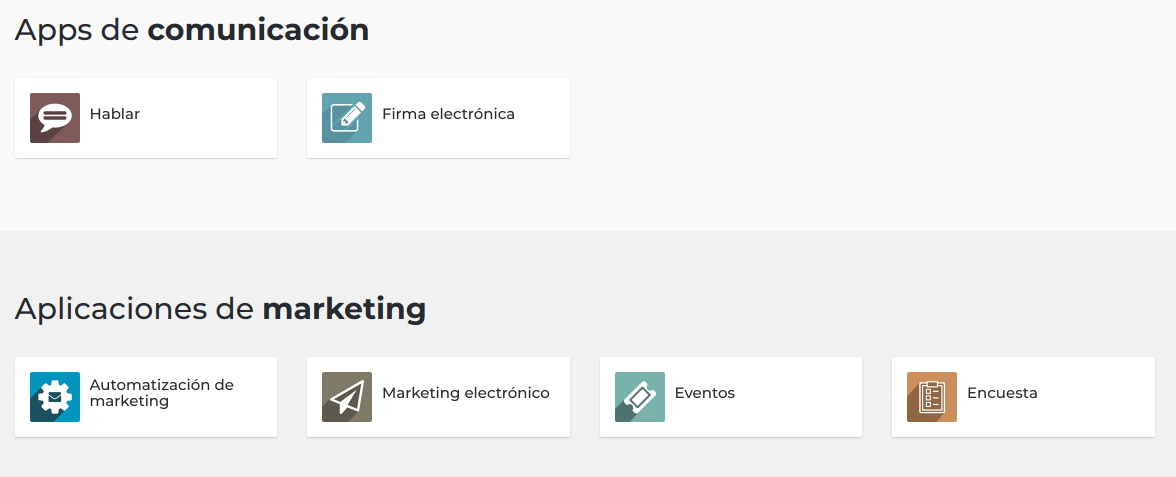 Apps de comunicación
Hablar
Firma electrónica
Aplicaciones de marketing
Automatización de
marketing
Marketing electrónico
Eventos
Encuesta